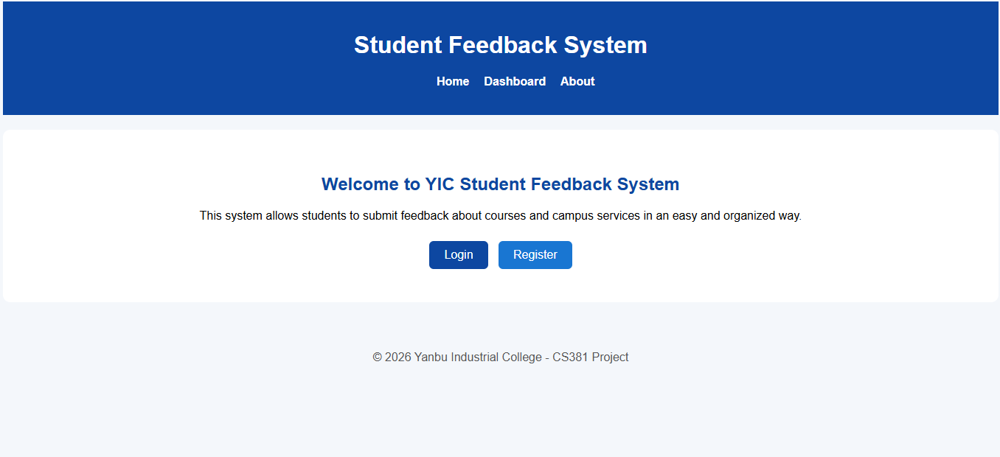 Student Feedback System
Home Dashboard About
Welcome to YIC Student Feedback System
This system allows students to submit feedback about courses and campus services in an easy and organized way.
Login Register
© 2026 Yanbu Industrial College - CS381 Project